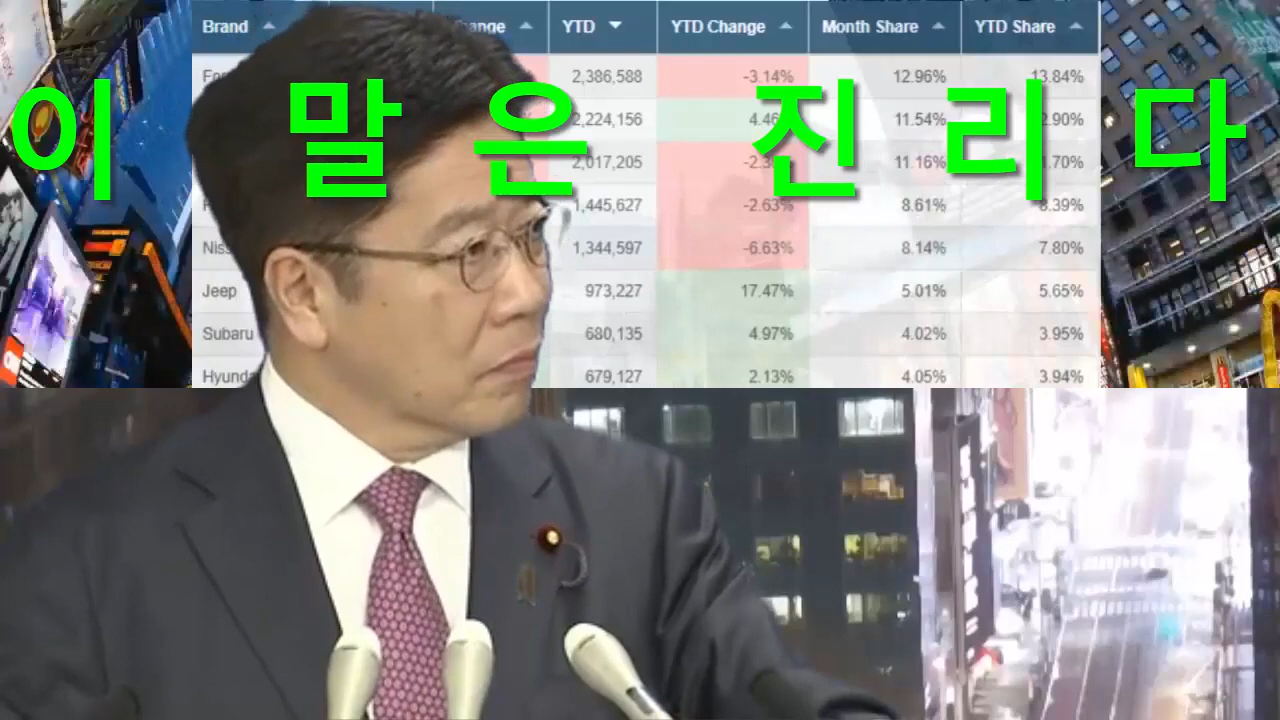 Brand YTD YTD Change Month Share YTD Share
2,386,588 -3.14% 12.96% 13.84%
이 말은 진리다
2,224,156 11.54%
2,017,205 11.16%
1,445,627 -2.63% 8.61% 8.39%
1,344,597 -6.63% 8.14% 7.80%
Jeep 973,227 17.47% 5.01% 5.65%
Subaru 680,135 4.97% 4.02% 3.95%
679,127 2.13% 4.05% 3.94%